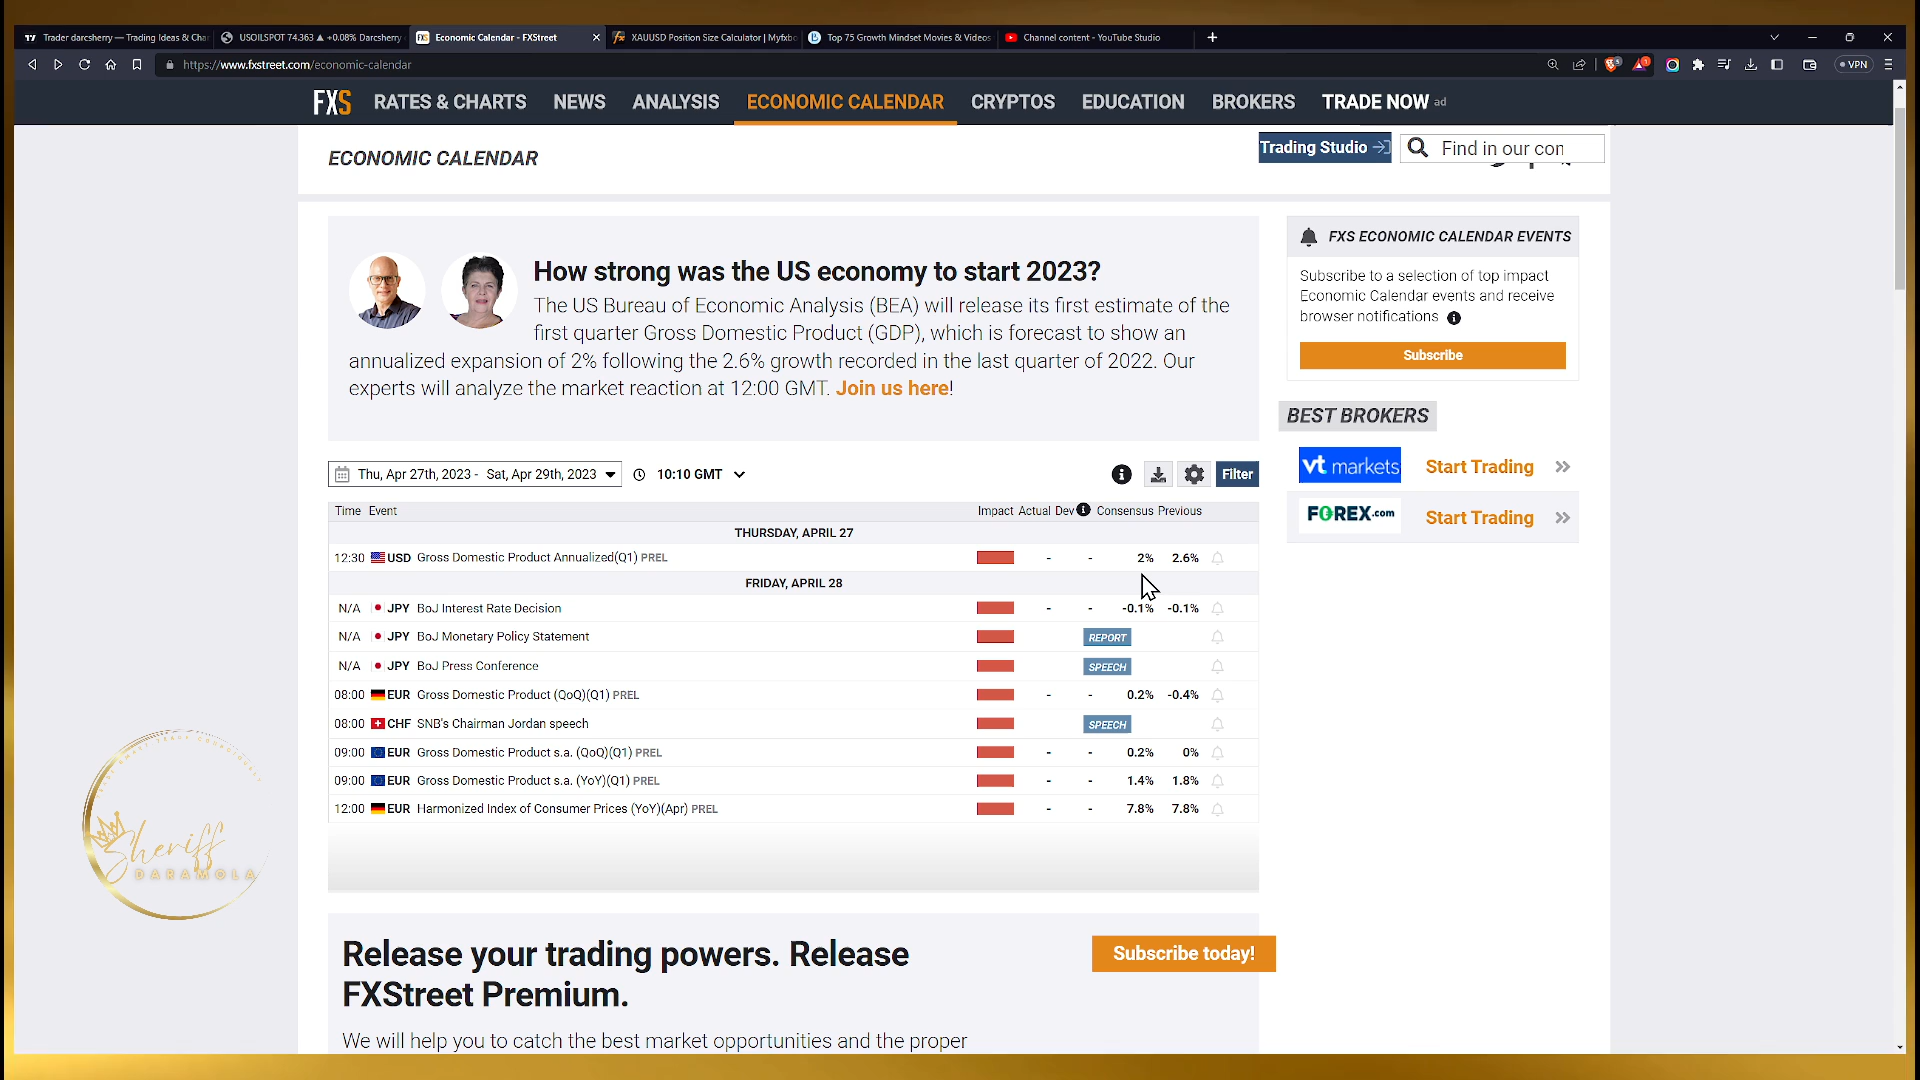 Trader darcsherry — Trading Ideas & Cha
USOILSPOT 74.363 ▲ +0.08% Darcsherry
Economic Calendar - FXStreet
XAUUSD Position Size Calculator | Myfxbo
Top 75 Growth Mindset Movies & Videos
Channel content - YouTube Studio
https://www.fxstreet.com/economic-calendar
VPN
FXS RATES & CHARTS NEWS ANALYSIS ECONOMIC CALENDAR CRYPTOS EDUCATION BROKERS TRADE NOW ad
ECONOMIC CALENDAR
Trading Studio
Find in our con
How strong was the US economy to start 2023?
The US Bureau of Economic Analysis (BEA) will release its first estimate of the
first quarter Gross Domestic Product (GDP), which is forecast to show an
annualized expansion of 2% following the 2.6% growth recorded in the last quarter of 2022. Our
experts will analyze the market reaction at 12:00 GMT. Join us here!
FXS ECONOMIC CALENDAR EVENTS
Subscribe to a selection of top impact
Economic Calendar events and receive
browser notifications
Subscribe
BEST BROKERS
vt markets Start Trading
FOREX.com Start Trading
Thu, Apr 27th, 2023 - Sat, Apr 29th, 2023 10:10 GMT Filter
Time Event Impact Actual Dev Consensus Previous
THURSDAY, APRIL 27
12:30 USD Gross Domestic Product Annualized(Q1) PREL - - 2% 2.6%
FRIDAY, APRIL 28
N/A JPY BoJ Interest Rate Decision - - -0.1% -0.1%
N/A JPY BoJ Monetary Policy Statement REPORT
N/A JPY BoJ Press Conference SPEECH
08:00 EUR Gross Domestic Product (QoQ)(Q1) PREL - - 0.2% -0.4%
08:00 CHF SNB's Chairman Jordan speech SPEECH
09:00 EUR Gross Domestic Product s.a. (QoQ)(Q1) PREL - - 0.2% 0%
09:00 EUR Gross Domestic Product s.a. (YoY)(Q1) PREL - - 1.4% 1.8%
12:00 EUR Harmonized Index of Consumer Prices (YoY)(Apr) PREL - - 7.8% 7.8%
Sheriff
DARAMOLA
Release your trading powers. Release
FXStreet Premium.
Subscribe today!
We will help you to catch the best market opportunities and the proper